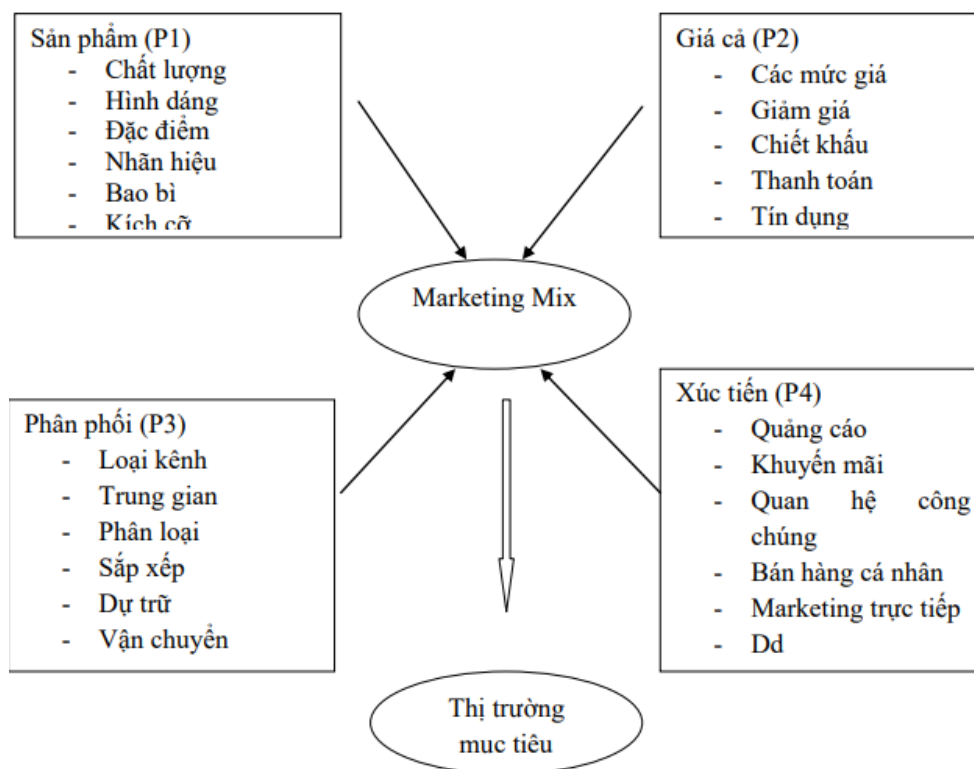 Sản phẩm (P1)
- Chất lượng
- Hình dáng
- Đặc điểm
- Nhãn hiệu
- Bao bì
- Kích cỡ
Giá cả (P2)
- Các mức giá
- Giảm giá
- Chiết khấu
- Thanh toán
- Tín dụng
Marketing Mix
Phân phối (P3)
- Loại kênh
- Trung gian
- Phân loại
- Sắp xếp
- Dự trữ
- Vận chuyển
Xúc tiến (P4)
- Quảng cáo
- Khuyến mãi
- Quan hệ công
chúng
- Bán hàng cá nhân
- Marketing trực tiếp
- Dd
Thị trường
muc tiêu